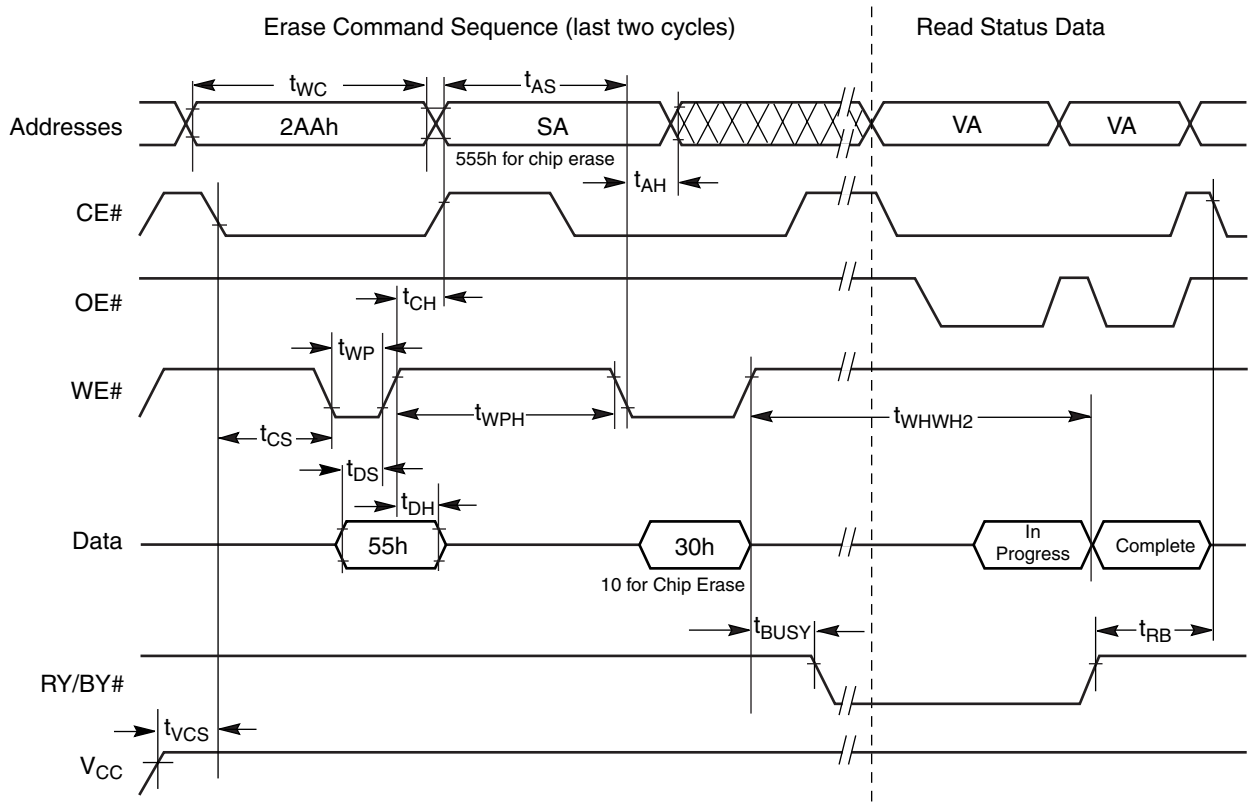 Erase Command Sequence (last two cycles) Read Status Data
tWC tAS
Addresses 2AAh SA VA VA
555h for chip erase
tAH
CE#
OE#
tCH
tWP
WE#
tWPH tWHWH2
tCS
tDS
tDH
Data 55h 30h In Progress Complete
10 for Chip Erase
tBUSY tRB
RY/BY#
tVCS
VCC